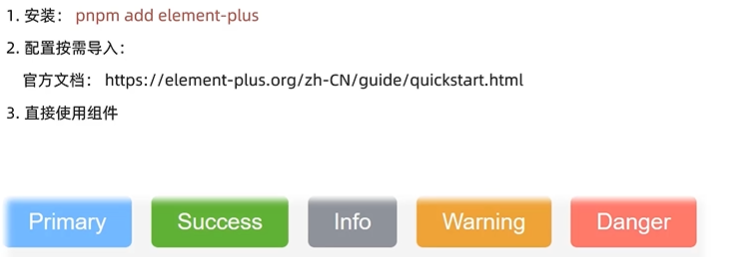 1. 安装： pnpm add element-plus
2. 配置按需导入：
官方文档： https://element-plus.org/zh-CN/guide/quickstart.html
3. 直接使用组件
Primary Success Info Warning Danger